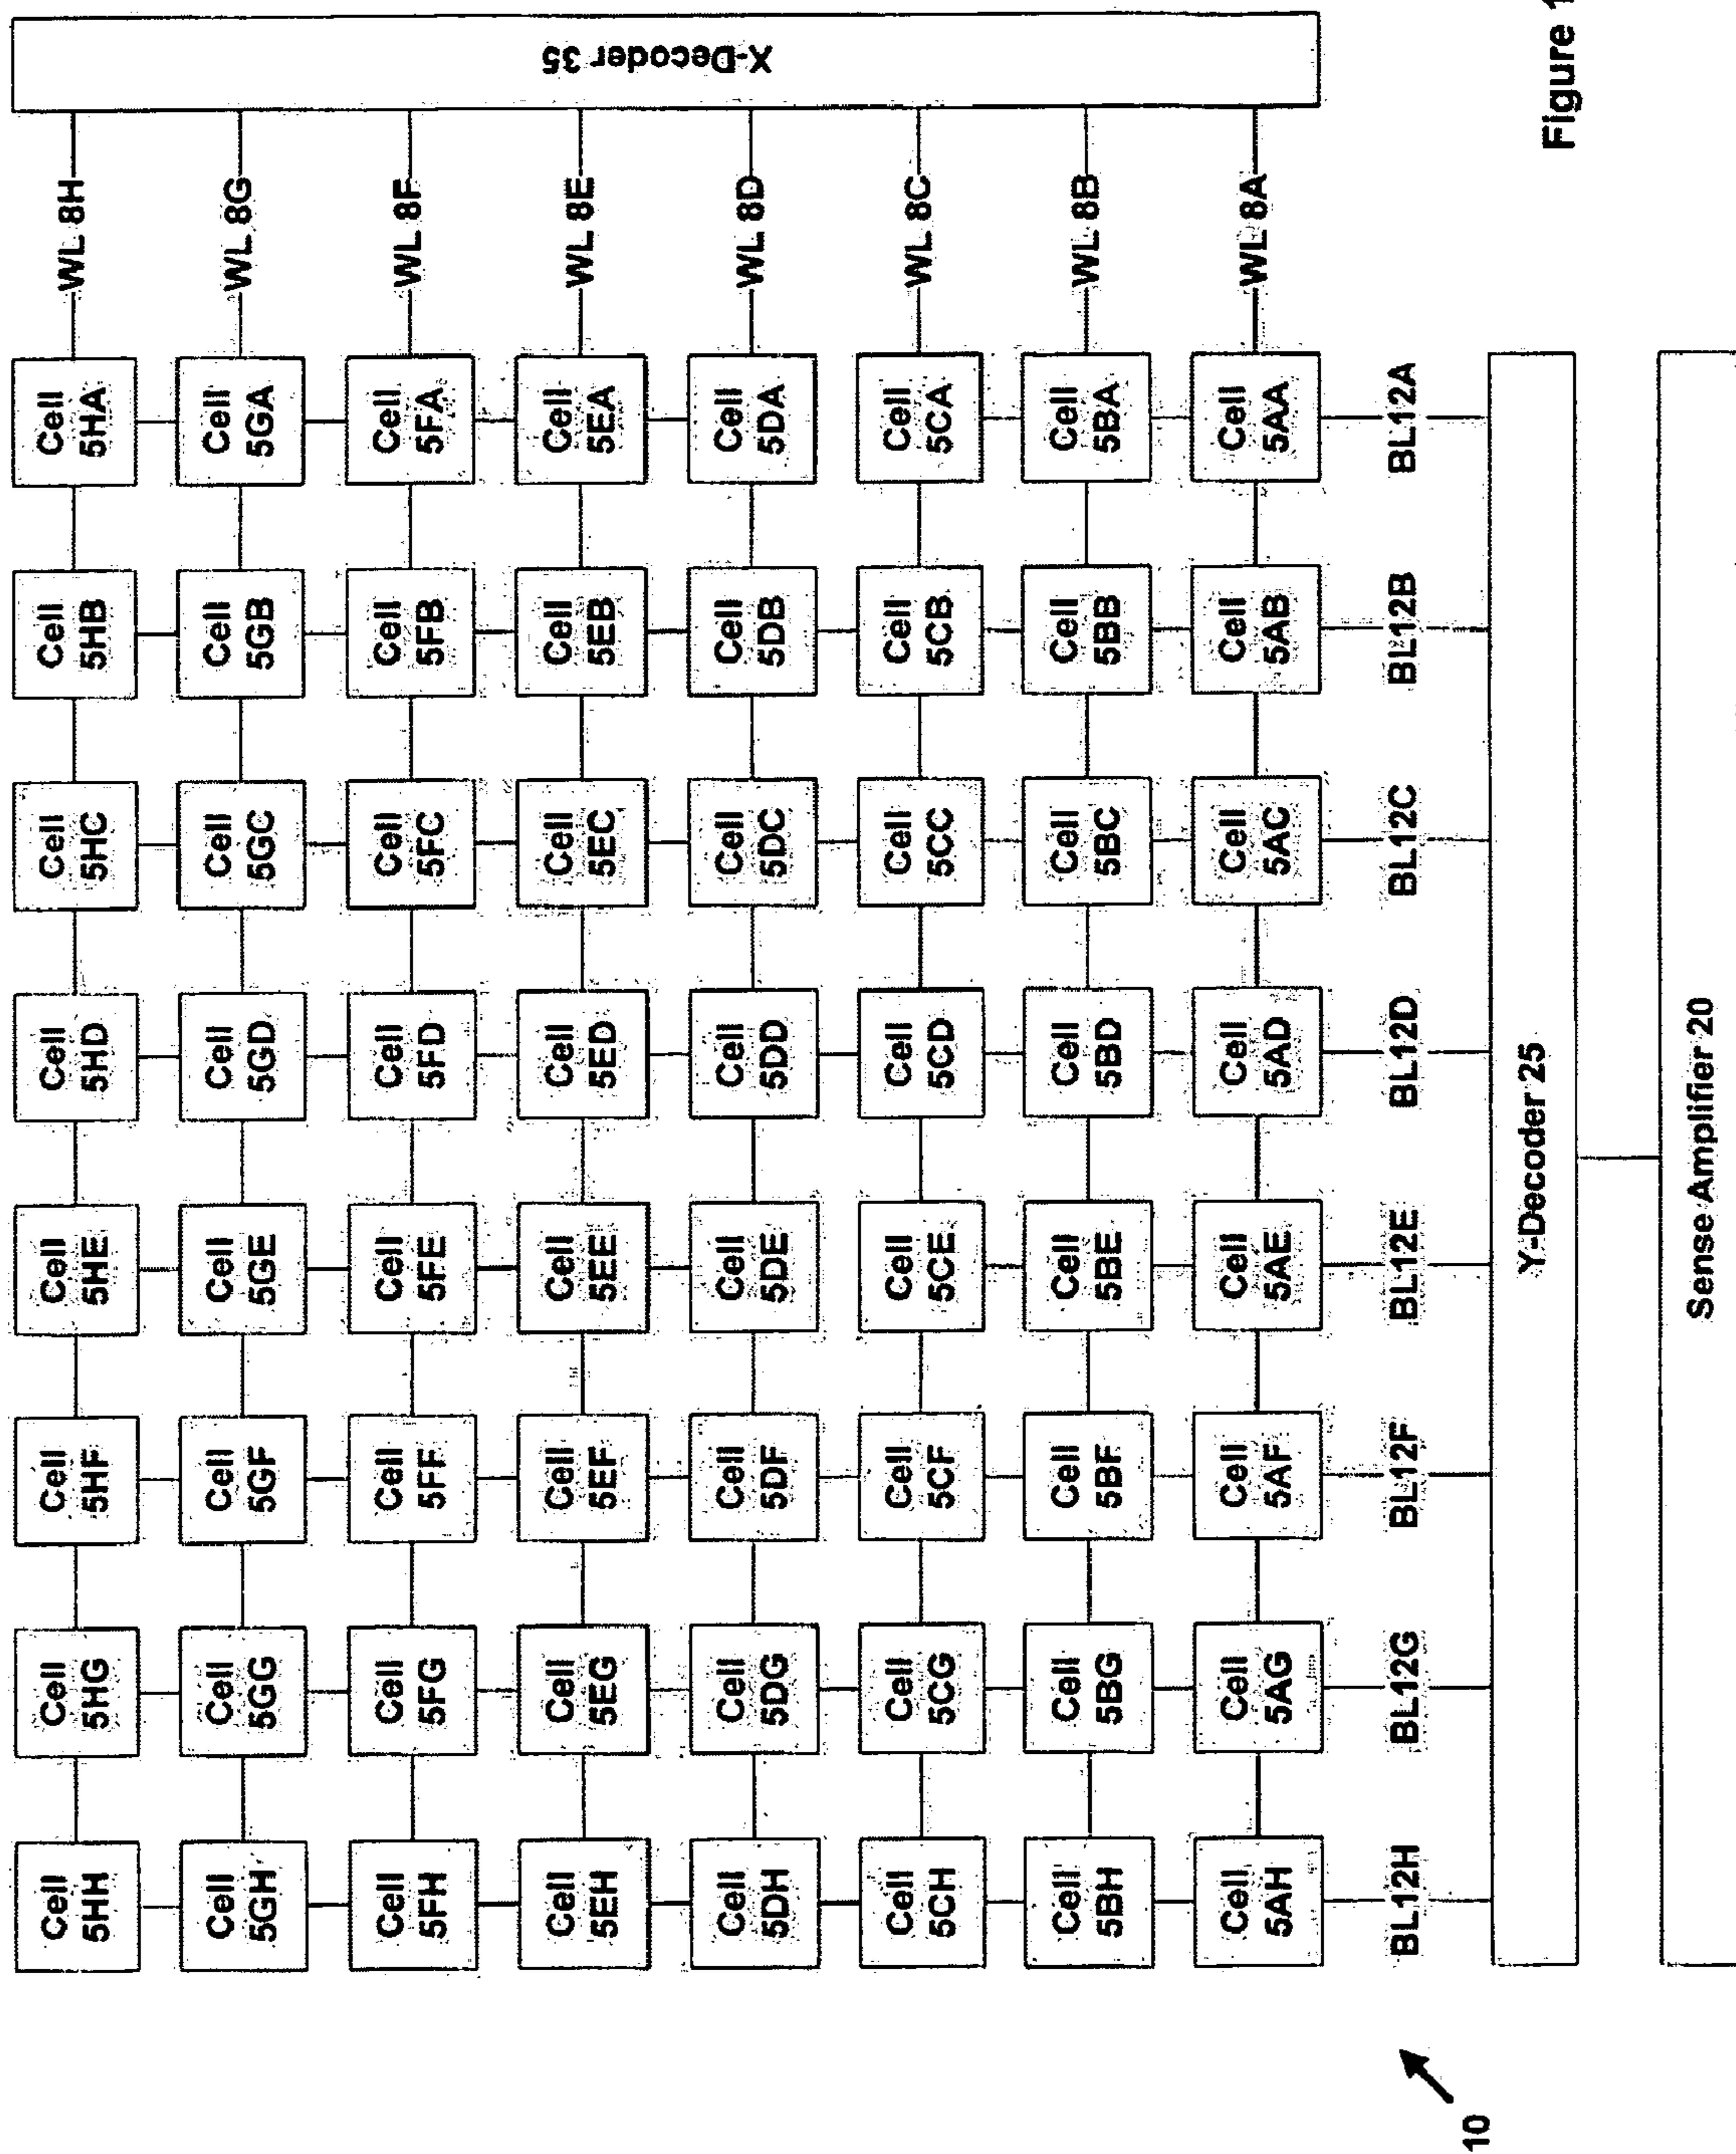 Cell Cell Cell Cell Cell Cell Cell Cell
5HH 5HG 5HF 5HE 5HD 5HC 5HB 5HA WL 8H
Cell Cell Cell Cell Cell Cell Cell Cell
5GH 5GG 5GF 5GE 5GD 5GC 5GB 5GA WL 8G
Cell Cell Cell Cell Cell Cell Cell Cell
5FH 5FG 5FF 5FE 5FD 5FC 5FB 5FA WL 8F
Cell Cell Cell Cell Cell Cell Cell Cell
5EH 5EG 5EF 5EE 5ED 5EC 5EB 5EA WL 8E
Cell Cell Cell Cell Cell Cell Cell Cell
5DH 5DG 5DF 5DE 5DD 5DC 5DB 5DA WL 8D
Cell Cell Cell Cell Cell Cell Cell Cell
5CH 5CG 5CF 5CE 5CD 5CC 5CB 5CA WL 8C
Cell Cell Cell Cell Cell Cell Cell Cell
5BH 5BG 5BF 5BE 5BD 5BC 5BB 5BA WL 8B
Cell Cell Cell Cell Cell Cell Cell Cell
5AH 5AG 5AF 5AE 5AD 5AC 5AB 5AA WL 8A
X-Decoder 35
BL12H BL12G BL12F BL12E BL12D BL12C BL12B BL12A
10
Y-Decoder 25
Figure 1
Sense Amplifier 20